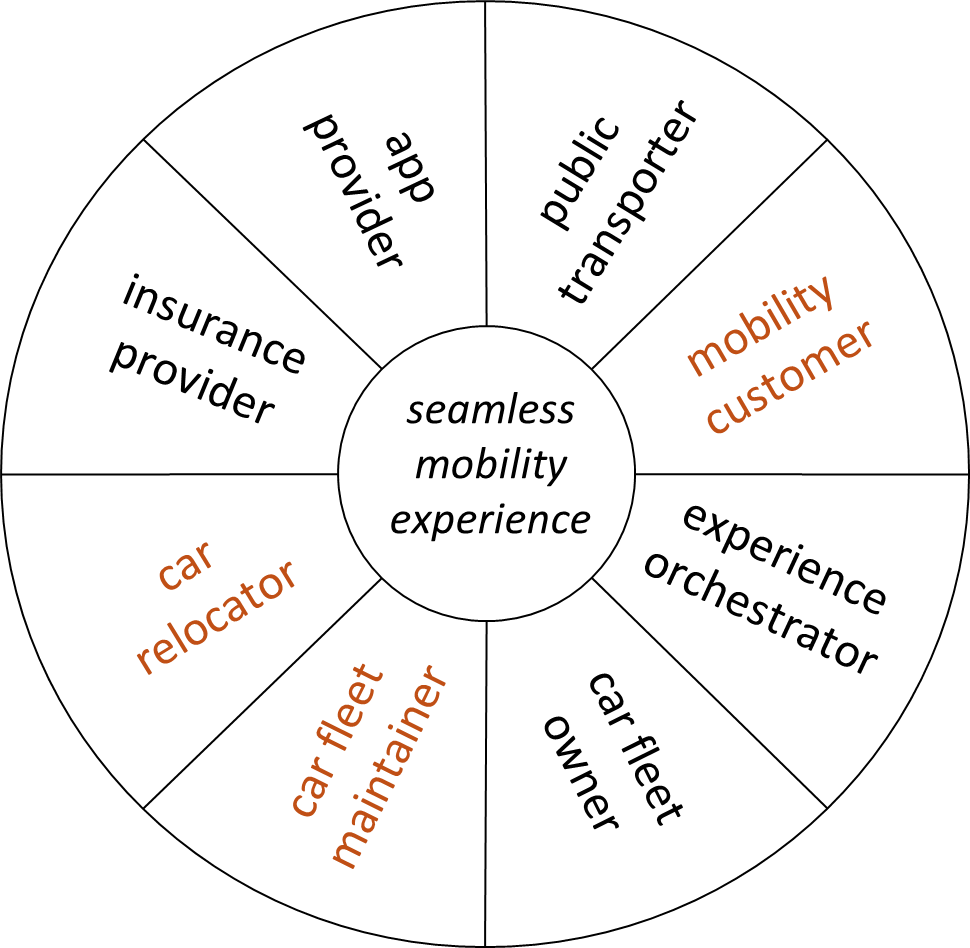 app
provider
public
transporter
mobility
customer
experience
orchestrator
car fleet
owner
car fleet
maintainer
car
relocator
insurance
provider
seamless
mobility
experience